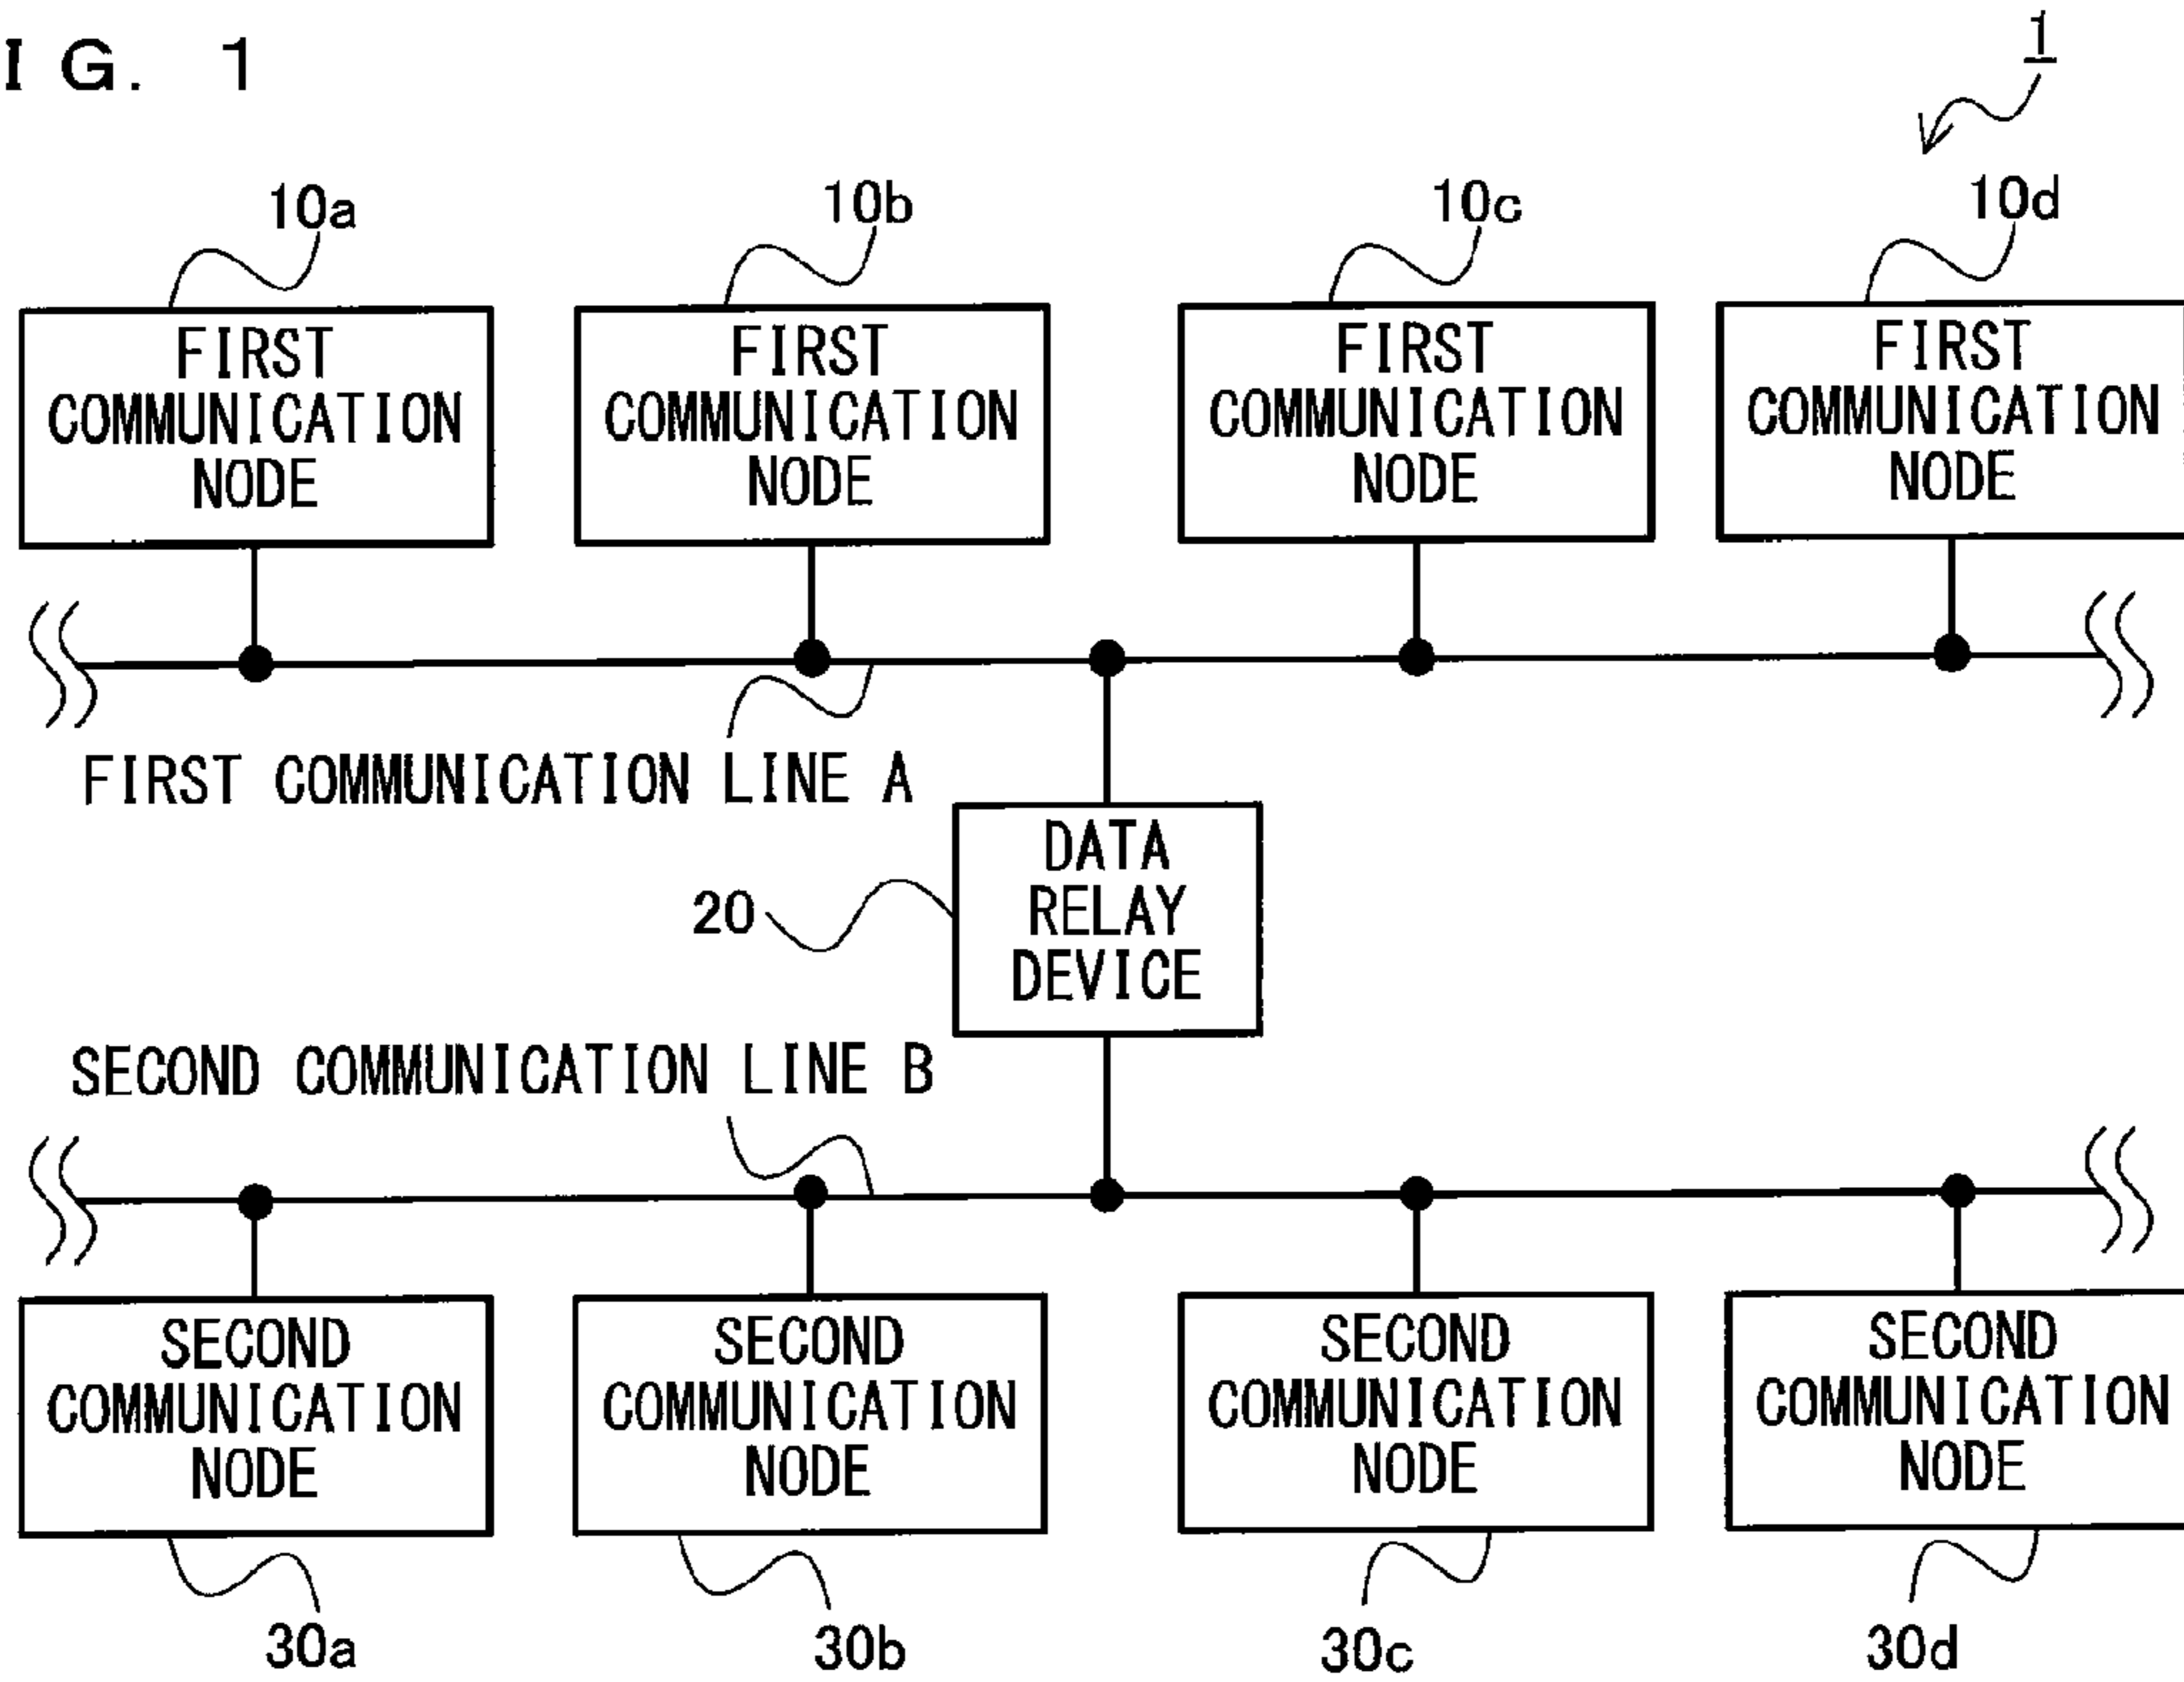 IG. 1
1
10a
10b
10c
10d
FIRST
COMMUNICATION
NODE
FIRST
COMMUNICATION
NODE
FIRST
COMMUNICATION
NODE
FIRST
COMMUNICATION
NODE
FIRST COMMUNICATION LINE A
DATA
RELAY
DEVICE
20
SECOND COMMUNICATION LINE B
SECOND
COMMUNICATION
NODE
SECOND
COMMUNICATION
NODE
SECOND
COMMUNICATION
NODE
SECOND
COMMUNICATION
NODE
30a
30b
30c
30d